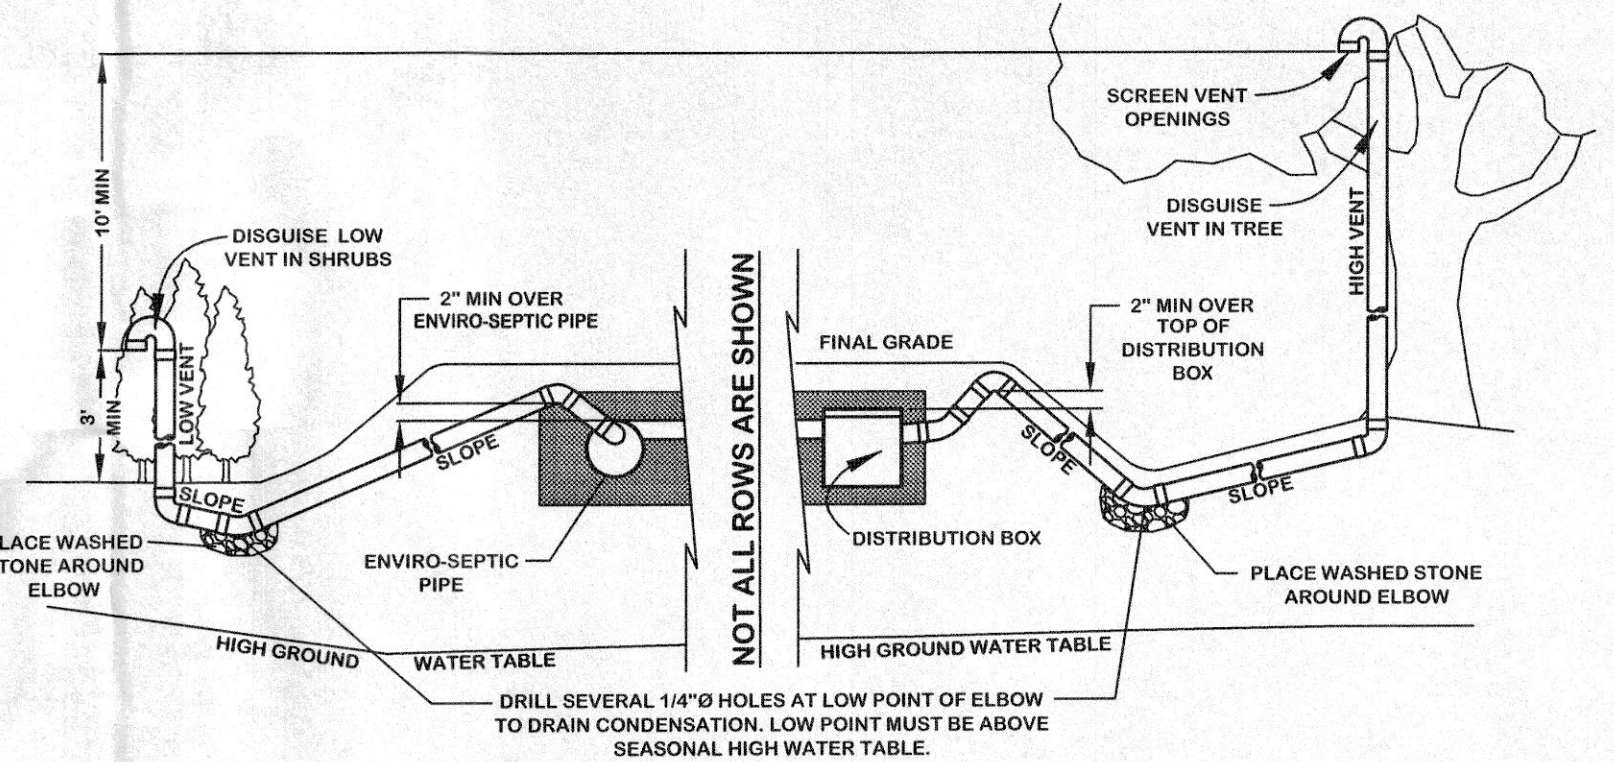 SCREEN VENT
OPENINGS
10' MIN
DISGUISE
VENT IN TREE
HIGH VENT
DISGUISE LOW
VENT IN SHRUBS
2" MIN OVER
ENVIRO-SEPTIC PIPE
NOT ALL ROWS ARE SHOWN
2" MIN OVER
TOP OF
DISTRIBUTION
BOX
FINAL GRADE
3'
MIN
LOW VENT
SLOPE
SLOPE
SLOPE
SLOPE
LACE WASHED
TONE AROUND
ELBOW
ENVIRO-SEPTIC
PIPE
DISTRIBUTION BOX
PLACE WASHED STONE
AROUND ELBOW
HIGH GROUND WATER TABLE
HIGH GROUND WATER TABLE
DRILL SEVERAL 1/4"Ø HOLES AT LOW POINT OF ELBOW
TO DRAIN CONDENSATION. LOW POINT MUST BE ABOVE
SEASONAL HIGH WATER TABLE.